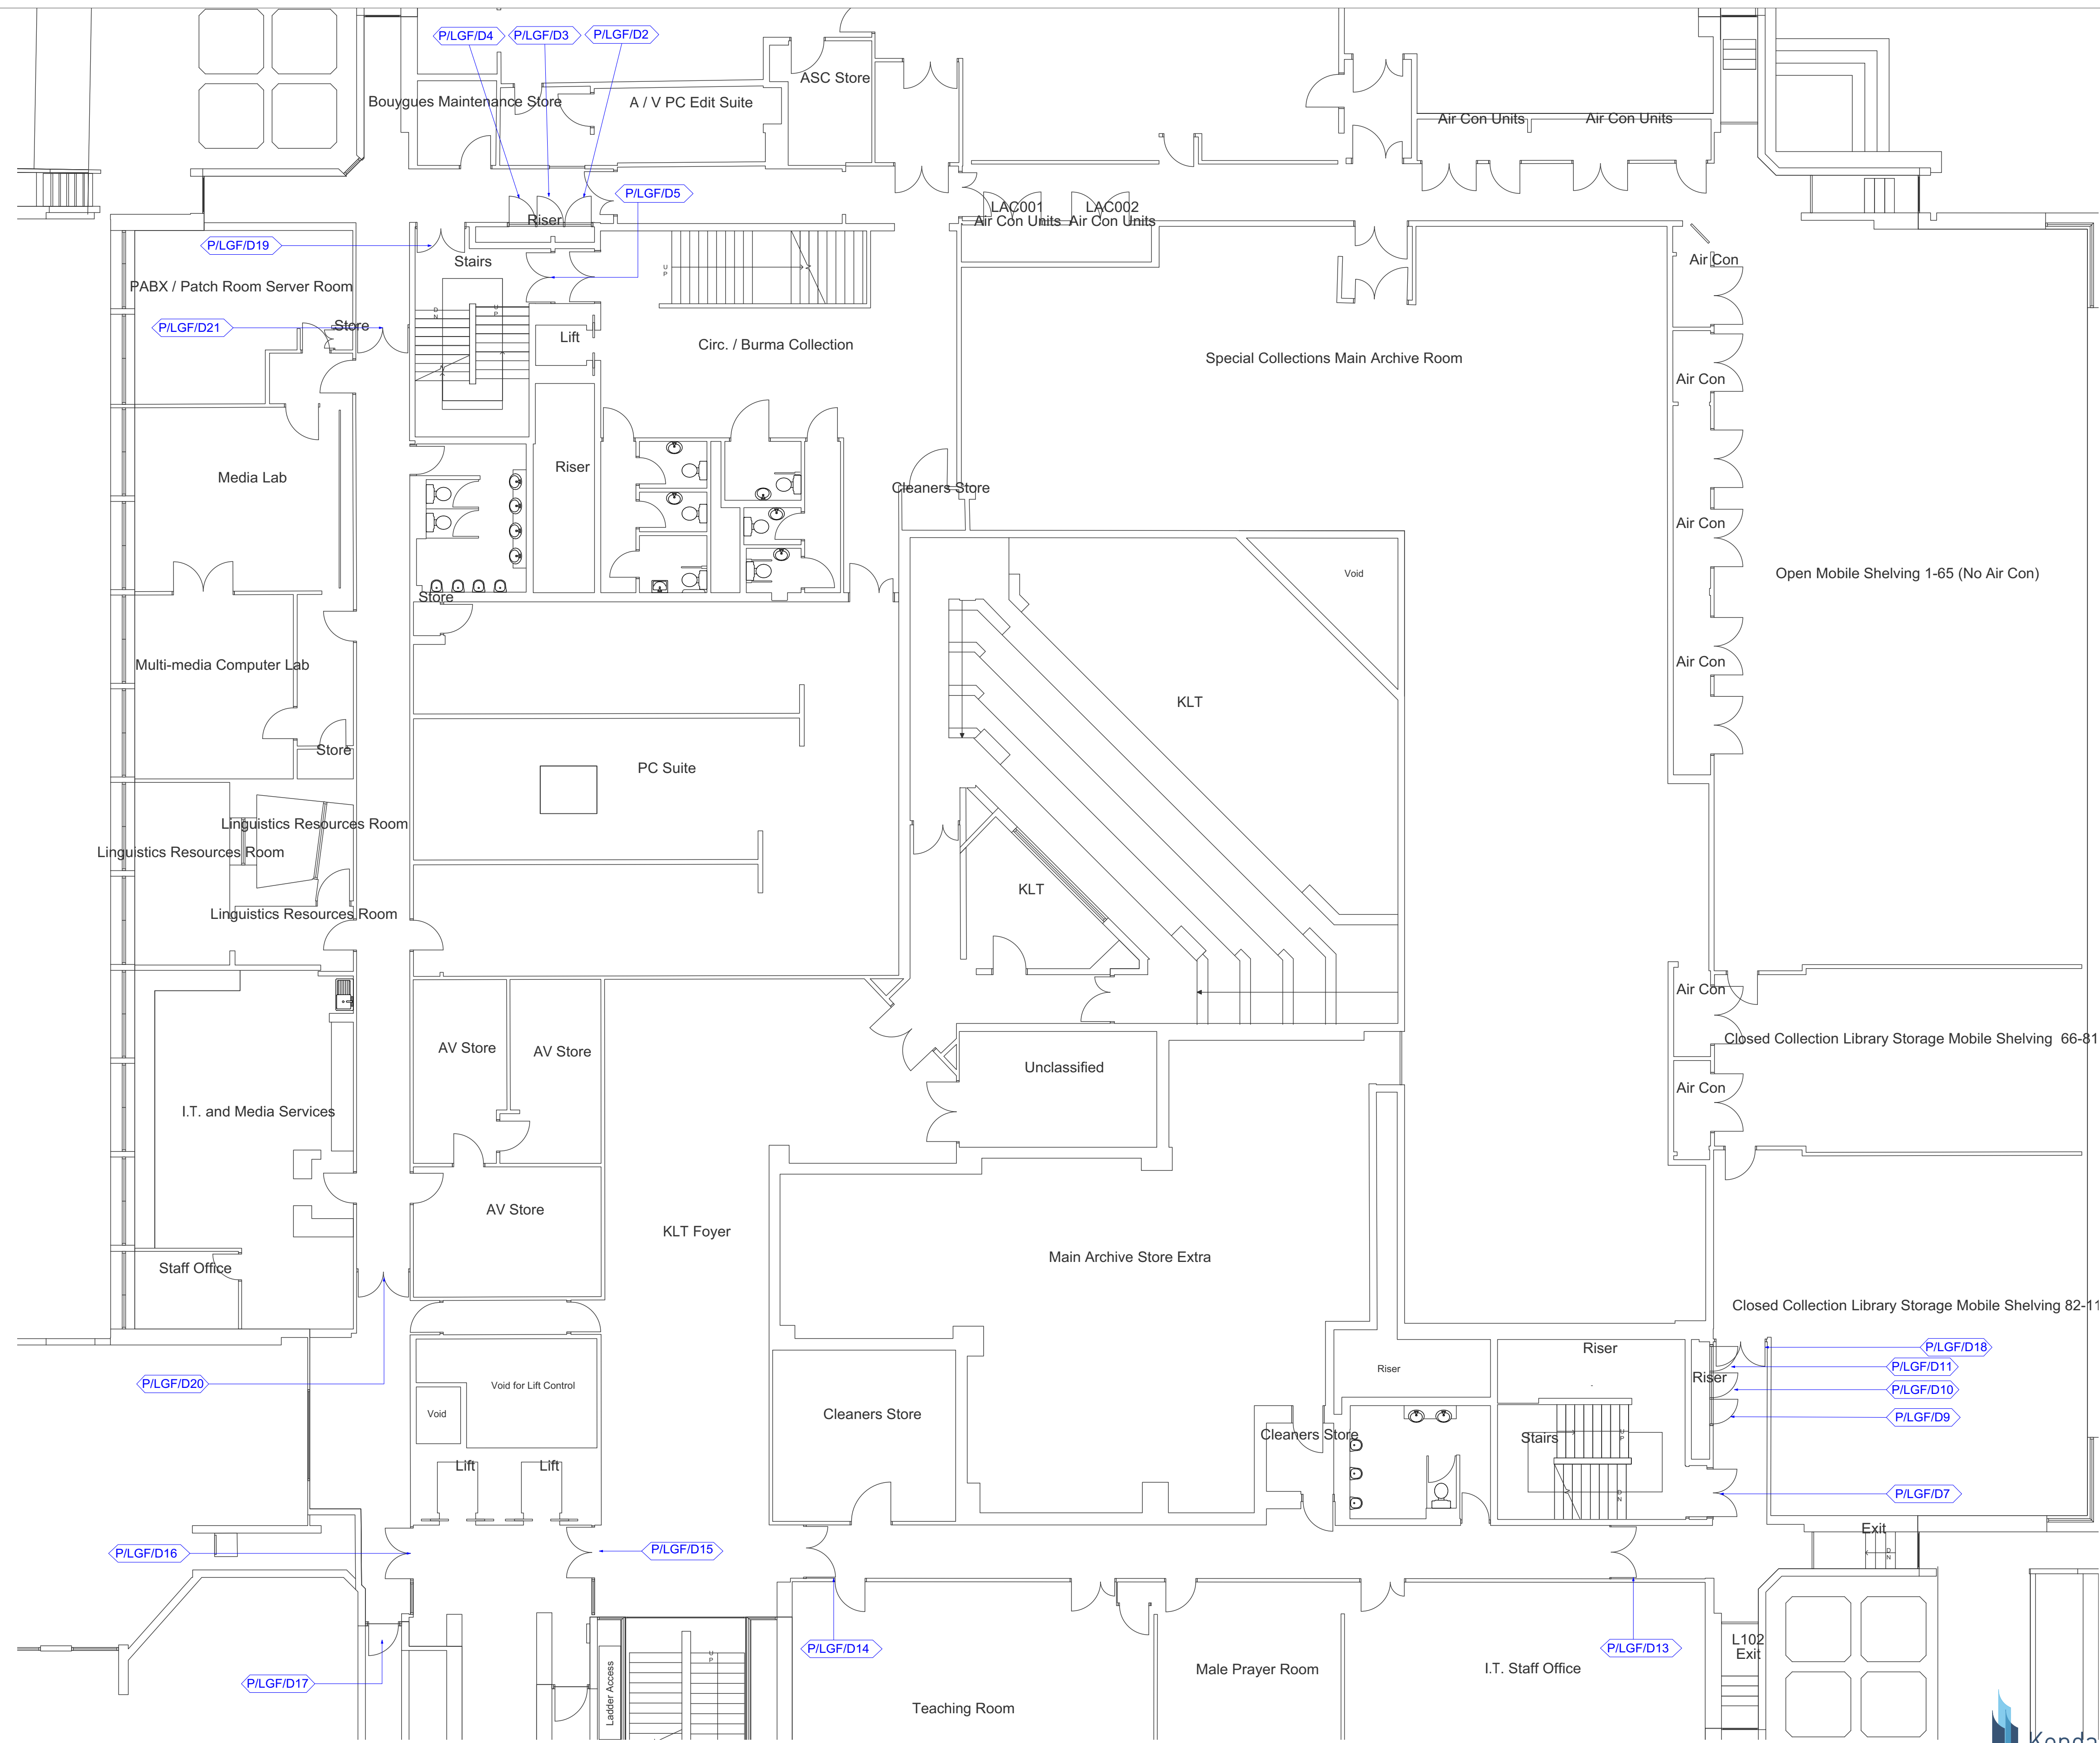 P/LGF/D4
P/LGF/D3
P/LGF/D2
ASC Store
Bouygues Maintenance Store
A / V PC Edit Suite
Air Con Units
Air Con Units
P/LGF/D5
LAC001
Air Con Units
LAC002
Air Con Units
Riser
P/LGF/D19
Stairs
UP
Air Con
PABX / Patch Room Server Room
DN
UP
P/LGF/D21
Store
Lift
Circ. / Burma Collection
Special Collections Main Archive Room
Air Con
Media Lab
Riser
Cleaners Store
Air Con
Void
Open Mobile Shelving 1-65 (No Air Con)
Store
Multi-media Computer Lab
Air Con
KLT
Store
PC Suite
Linguistics Resources Room
Linguistics Resources Room
KLT
Linguistics Resources Room
Air Con
AV Store
AV Store
Closed Collection Library Storage Mobile Shelving 66-81
Unclassified
Air Con
I.T. and Media Services
AV Store
KLT Foyer
Main Archive Store Extra
Staff Office
Closed Collection Library Storage Mobile Shelving 82-11
P/LGF/D18
Riser
P/LGF/D11
Riser
Riser
P/LGF/D20
Void for Lift Control
P/LGF/D10
Void
Cleaners Store
P/LGF/D9
Cleaners Store
Stairs
UP
Lift
Lift
DN
P/LGF/D7
Exit
DN
P/LGF/D16
P/LGF/D15
P/LGF/D14
P/LGF/D13
L102
Exit
UP
Male Prayer Room
I.T. Staff Office
P/LGF/D17
Ladder Access
Teaching Room